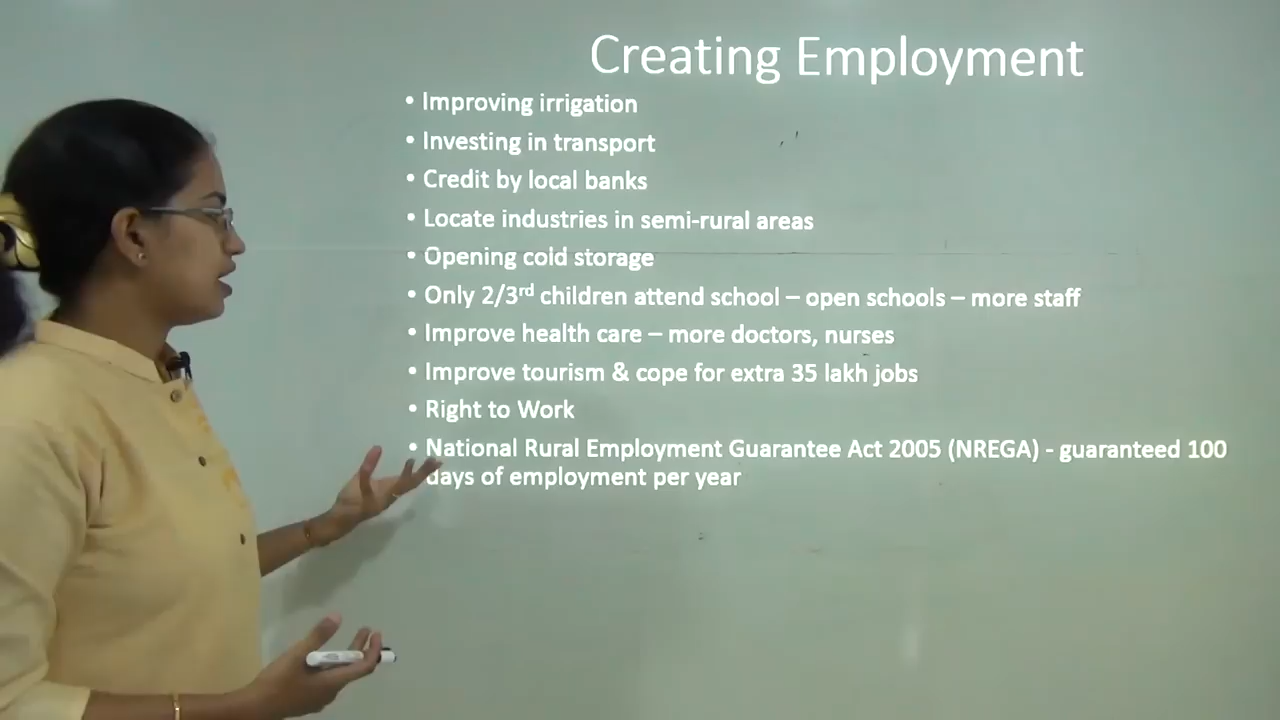 Creating Employment
• Improving irrigation
• Investing in transport
• Credit by local banks
• Locate industries in semi-rural areas
• Opening cold storage
• Only 2/3rd children attend school – open schools – more staff
• Improve health care – more doctors, nurses
• Improve tourism & cope for extra 35 lakh jobs
• Right to Work
• National Rural Employment Guarantee Act 2005 (NREGA) - guaranteed 100
days of employment per year